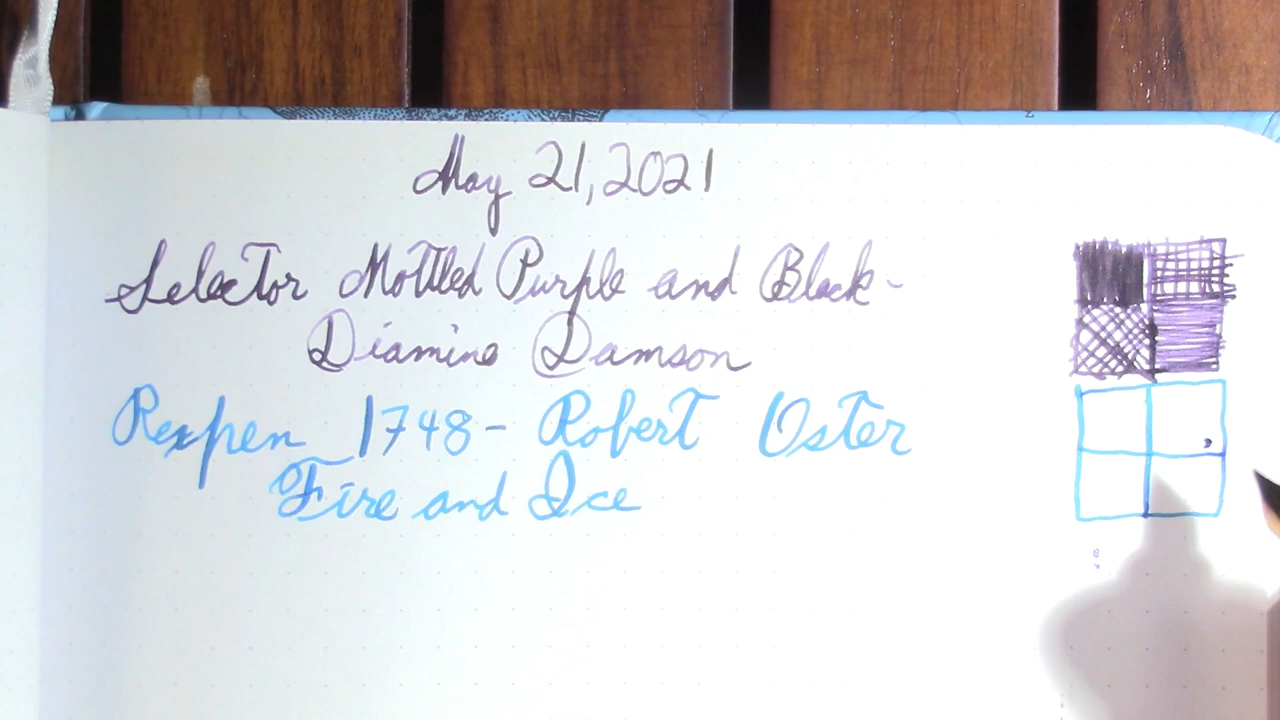 May 21, 2021
Selector Mottled Purple and Black-
Diamine Damson
Rexpen 1748- Robert Oster
Fire and Ice